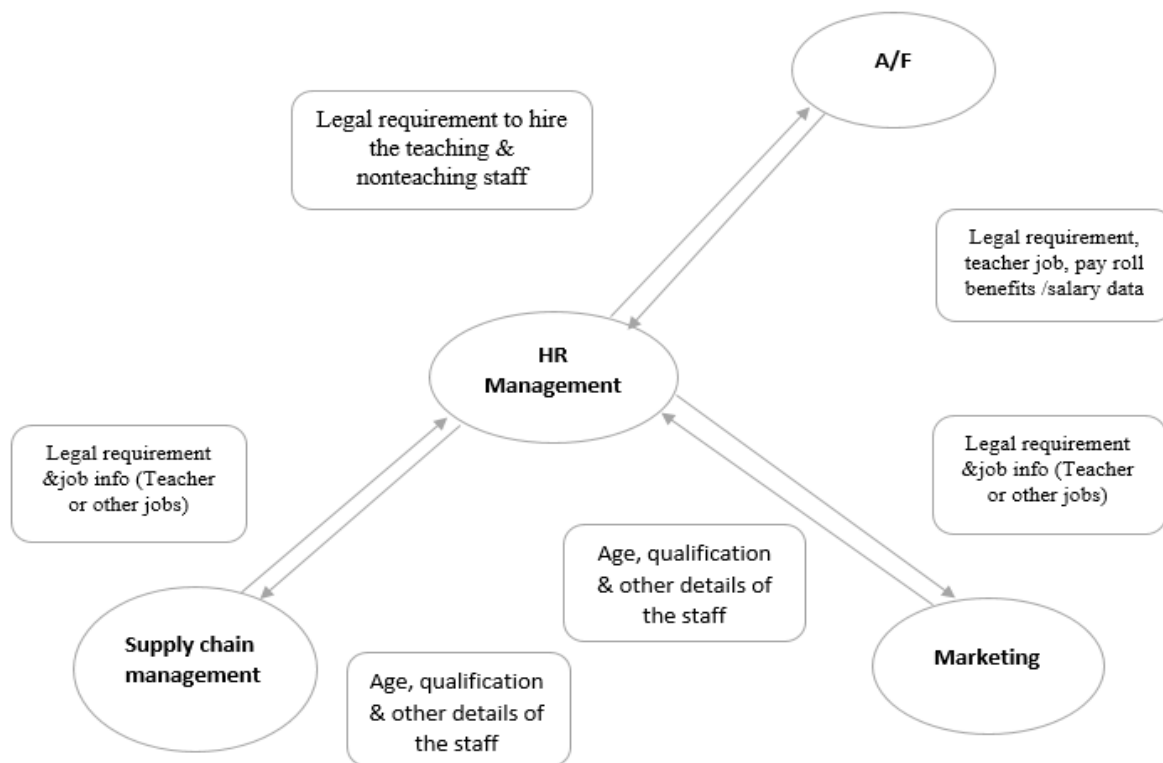 A/F
Legal requirement to hire
the teaching &
nonteaching staff
Legal requirement,
teacher job, pay roll
benefits /salary data
HR
Management
Legal requirement
&job info (Teacher
or other jobs)
Legal requirement
&job info (Teacher
or other jobs)
Age, qualification
& other details of
the staff
Supply chain
management
Marketing
Age, qualification
& other details of
the staff